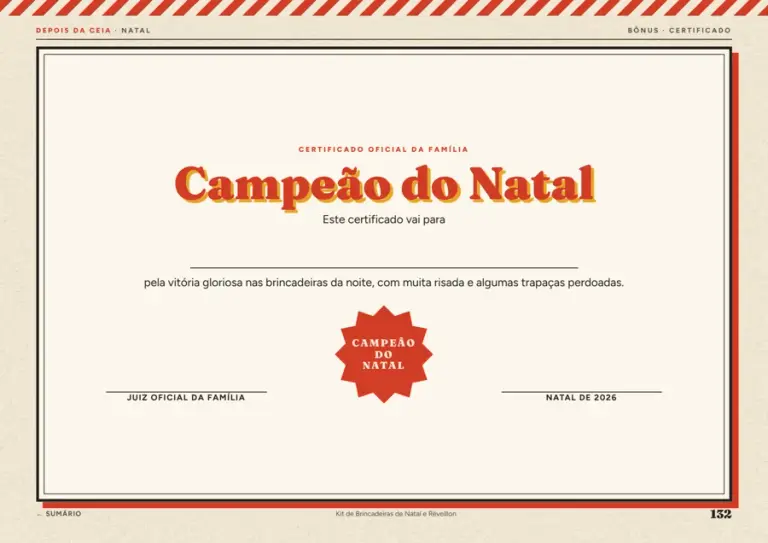 DEPOIS DA CEIA · NATAL
BÔNUS · CERTIFICADO
CERTIFICADO OFICIAL DA FAMÍLIA
Campeão do Natal
Este certificado vai para
pela vitória gloriosa nas brincadeiras da noite, com muita risada e algumas trapaças perdoadas.
CAMPEÃO
DO
NATAL
JUIZ OFICIAL DA FAMÍLIA
NATAL DE 2026
← SUMÁRIO
Kit de Brincadeiras de Natal e Réveillon
132